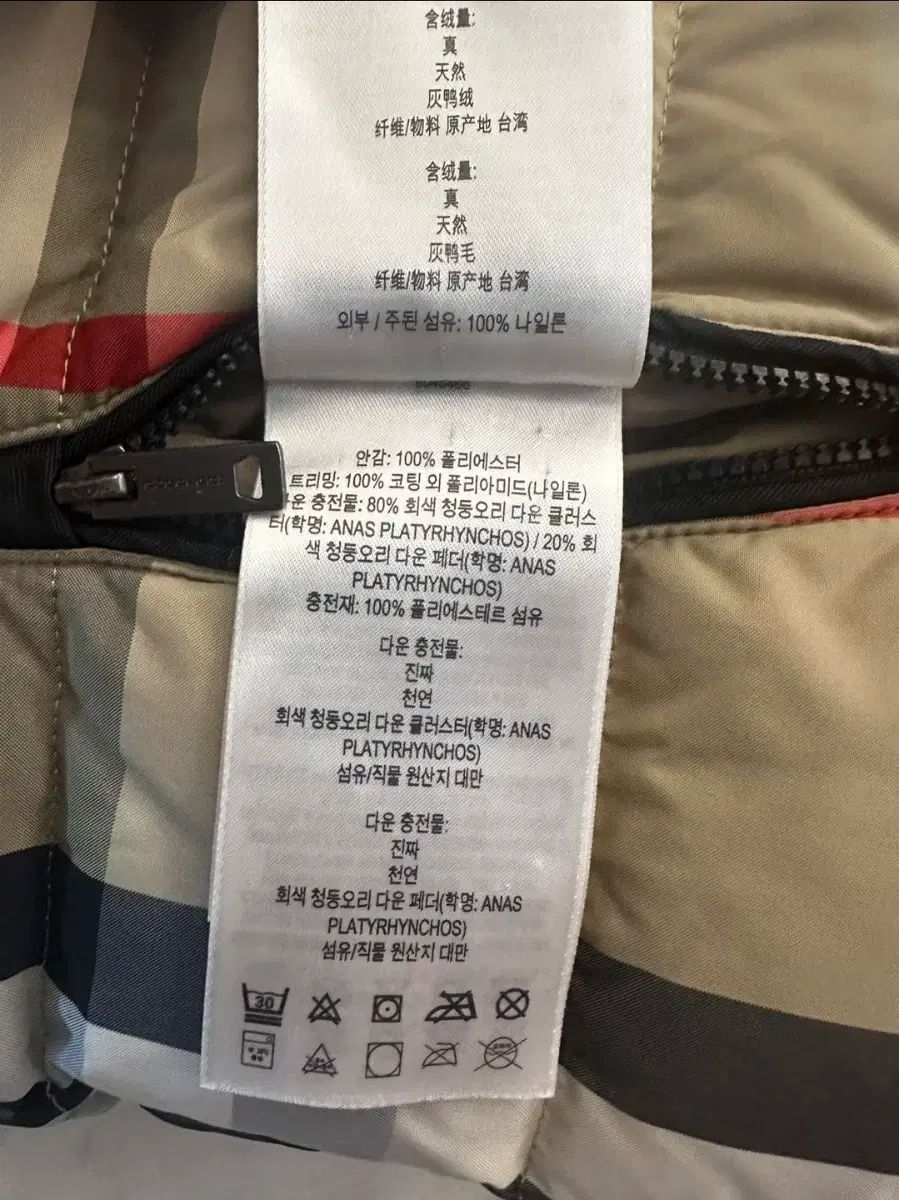 含绒量:
真
天然
灰鸭绒
纤维/物料 原产地 台湾
含绒量:
真
天然
灰鸭毛
纤维/物料 原产地 台湾
외부 / 주된 섬유: 100% 나일론
안감: 100% 폴리에스터
트리밍: 100% 코팅 외 폴리아미드(나일론)
다운 충전물: 80% 회색 청둥오리 다운 클러스
터(학명: ANAS PLATYRHYNCHOS) / 20% 회
색 청둥오리 다운 페더(학명: ANAS
PLATYRHYNCHOS)
충전재: 100% 폴리에스테르 섬유
다운 충전물:
진짜
천연
회색 청둥오리 다운 클러스터(학명: ANAS
PLATYRHYNCHOS)
섬유/직물 원산지 대만
다운 충전물:
진짜
천연
회색 청둥오리 다운 페더(학명: ANAS
PLATYRHYNCHOS)
섬유/직물 원산지 대만
30